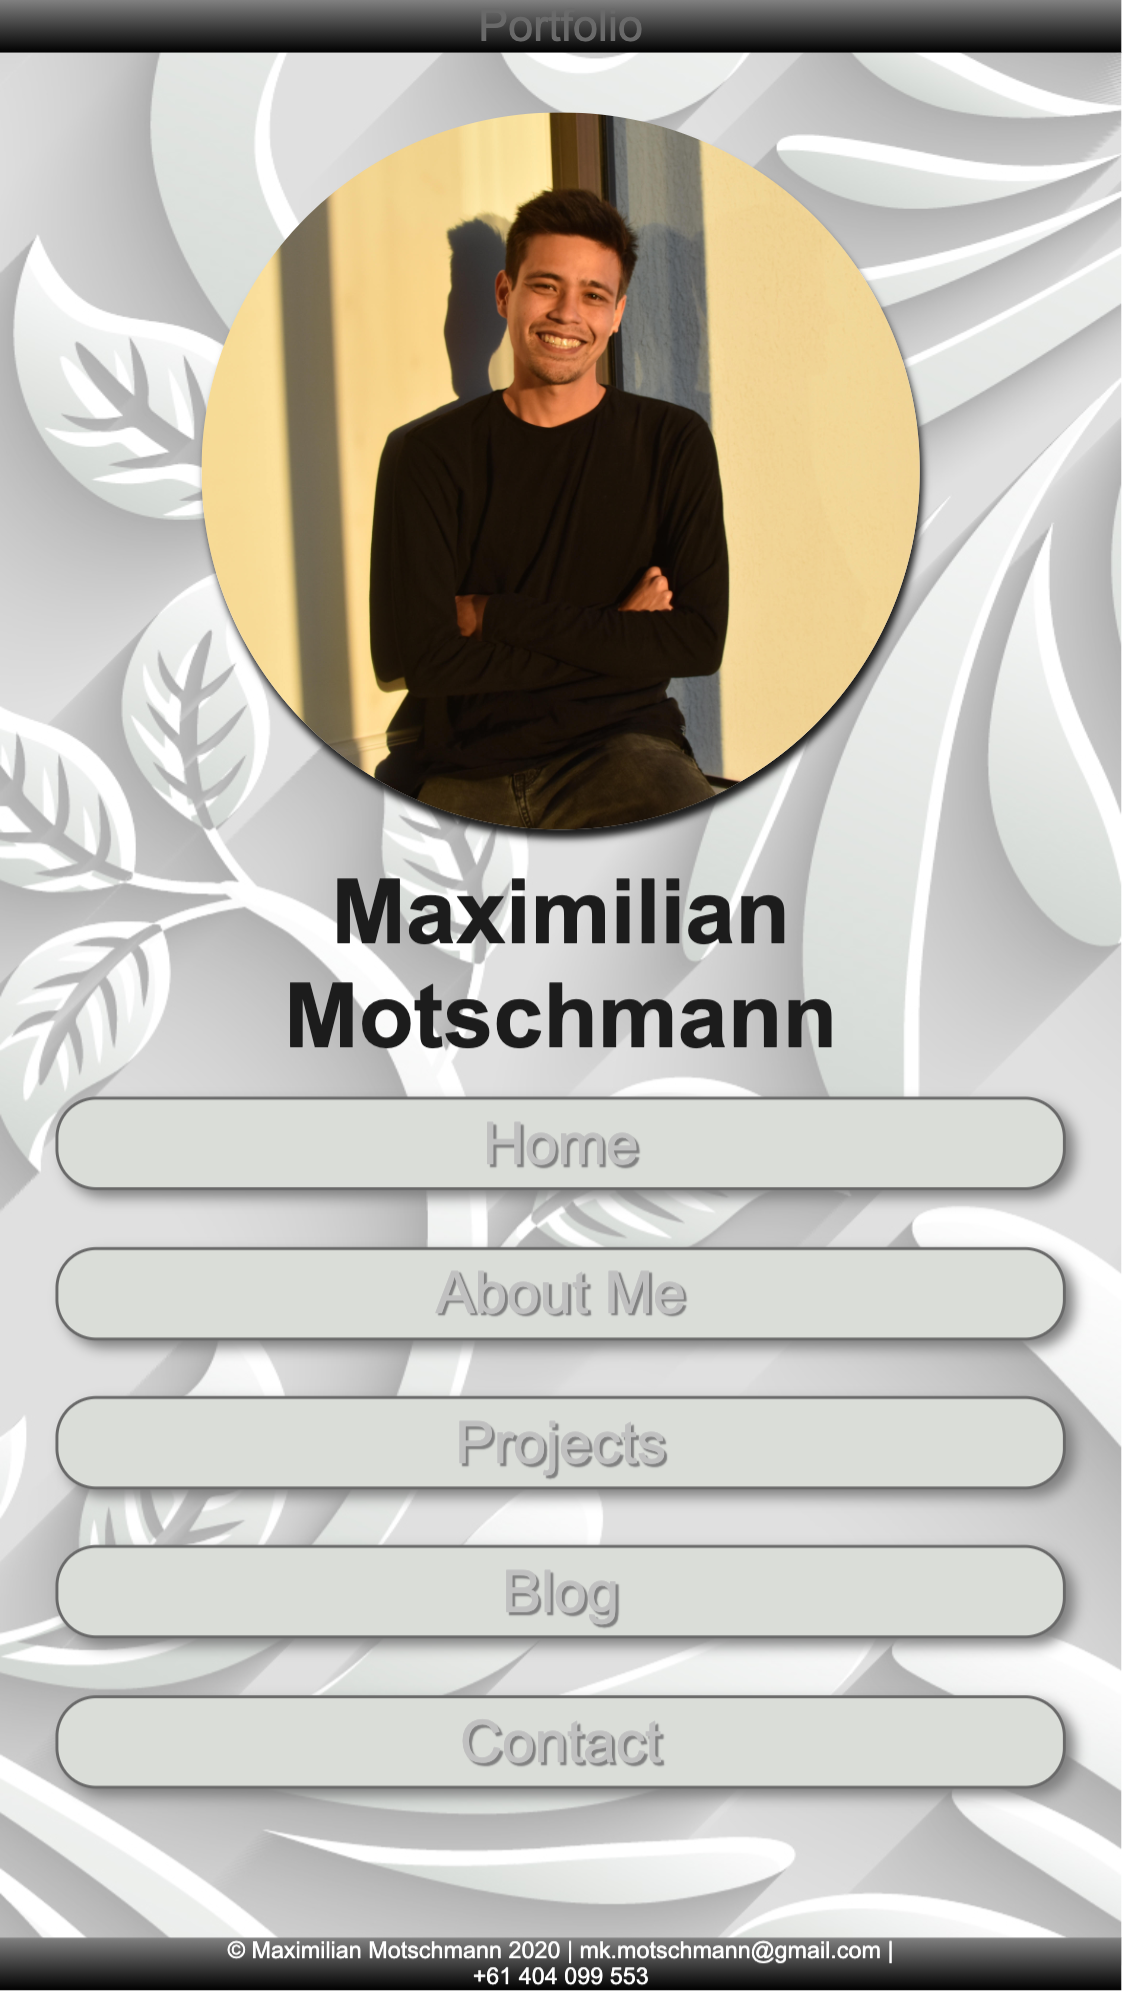 Portfolio
Maximilian
Motschmann
Home
About Me
Projects
Blog
Contact
© Maximilian Motschmann 2020 | mk.motschmann@gmail.com |
+61 404 099 553